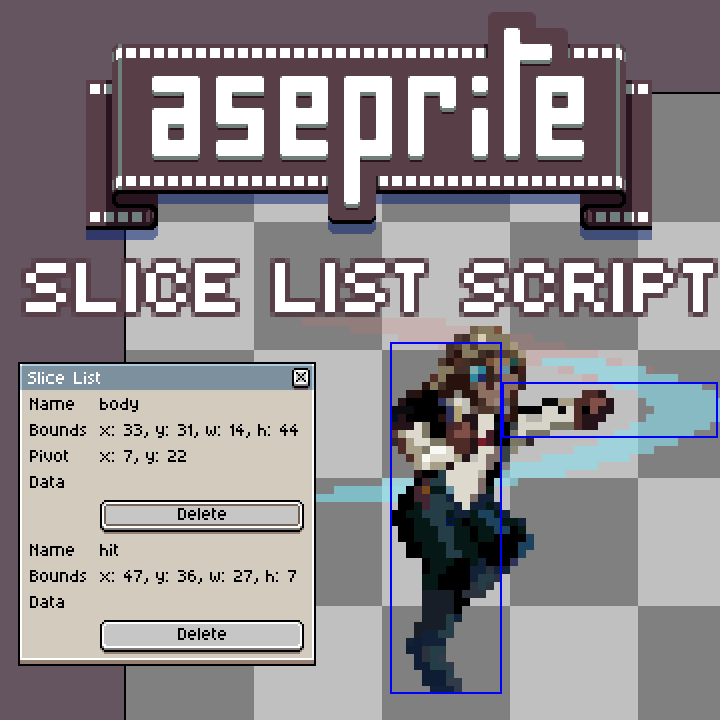 aseprite
SLICE LIST SCRIPT
Slice List
Name body
Bounds x: 33, y: 31, w: 14, h: 44
Pivot x: 7, y: 22
Data
Delete
Name hit
Bounds x: 47, y: 36, w: 27, h: 7
Data
Delete